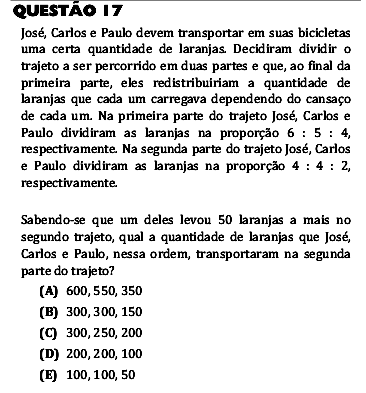 QUESTÃO 17
José, Carlos e Paulo devem transportar em suas bicicletas
uma certa quantidade de laranjas. Decidiram dividir o
trajeto a ser percorrido em duas partes e que, ao final da
primeira parte, eles redistribuiriam a quantidade de
laranjas que cada um carregava dependendo do cansaço
de cada um. Na primeira parte do trajeto José, Carlos e
Paulo dividiram as laranjas na proporção 6 : 5 : 4,
respectivamente. Na segunda parte do trajeto José, Carlos
e Paulo dividiram as laranjas na proporção 4 : 4 : 2,
respectivamente.
Sabendo-se que um deles levou 50 laranjas a mais no
segundo trajeto, qual a quantidade de laranjas que José,
Carlos e Paulo, nessa ordem, transportaram na segunda
parte do trajeto?
(A) 600, 550, 350
(B) 300, 300, 150
(C) 300, 250, 200
(D) 200, 200, 100
(E) 100, 100, 50